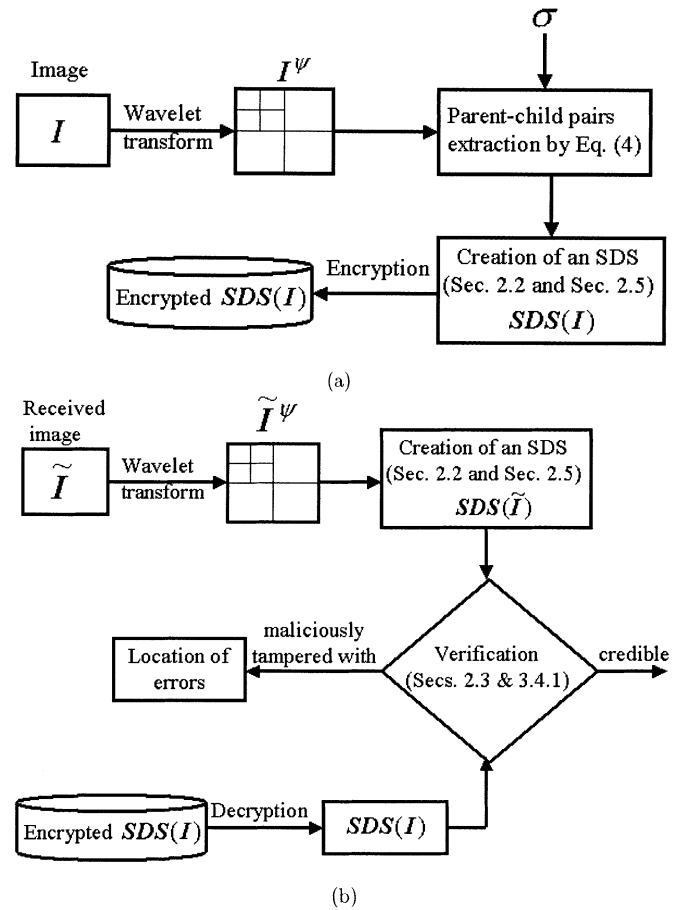 σ
Image
I^ψ
I
Wavelet
transform
Parent-child pairs
extraction by Eq. (4)
Creation of an SDS
(Sec. 2.2 and Sec. 2.5)
SDS(I)
Encryption
Encrypted SDS(I)
(a)
Received
image
Ĩ^ψ
Ĩ
Wavelet
transform
Creation of an SDS
(Sec. 2.2 and Sec. 2.5)
SDS(Ĩ)
maliciously
tampered with
Location of
errors
Verification
(Secs. 2.3 & 3.4.1)
credible
Encrypted SDS(I)
Decryption
SDS(I)
(b)